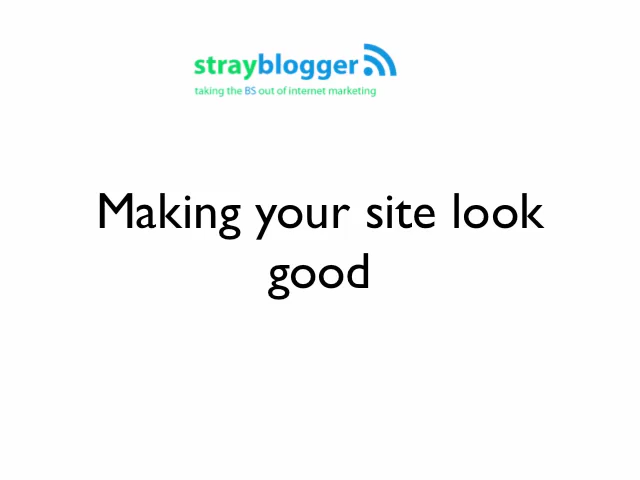 strayblogger
taking the BS out of internet marketing
Making your site look
good